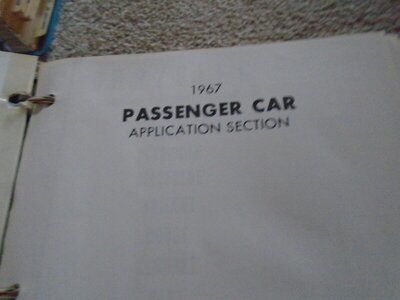 1967
PASSENGER CAR
APPLICATION SECTION